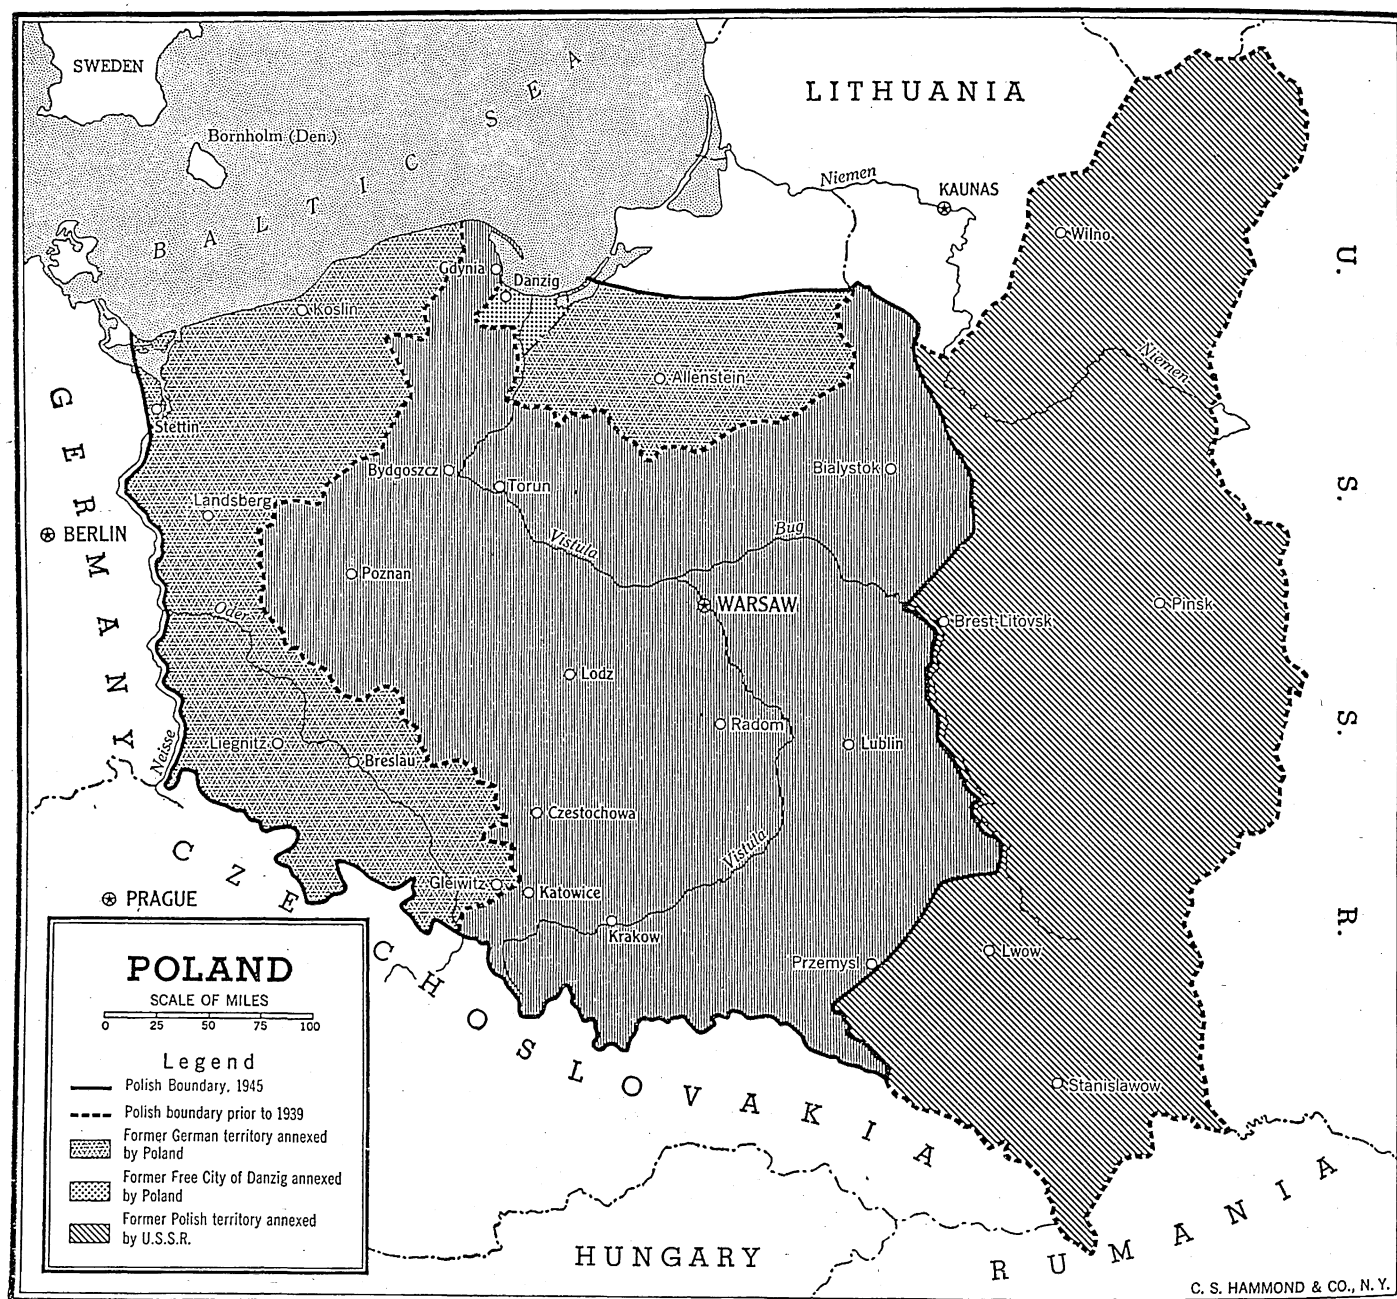 SWEDEN
LITHUANIA
Bornholm (Den.)
BALTIC SEA
Niemen
KAUNAS
Wilno
U. S. S. R.
Gdynia
Danzig
Koslin
Niemen
Allenstein
GERMANY
Stettin
Bydgoszcz
Torun
Bialystok
Landsberg
BERLIN
Vistula
Bug
Poznan
WARSAW
Oder
Brest-Litovsk
Pinsk
Lodz
Radom
Lublin
Neisse
Liegnitz
Breslau
Czestochowa
Vistula
CZECHOSLOVAKIA
Gleiwitz
Katowice
PRAGUE
Krakow
Lwow
Przemysl
Stanislawow
POLAND
SCALE OF MILES
0 25 50 75 100
Legend
Polish Boundary, 1945
Polish boundary prior to 1939
Former German territory annexed
by Poland
Former Free City of Danzig annexed
by Poland
Former Polish territory annexed
by U.S.S.R.
HUNGARY
RUMANIA
C. S. HAMMOND & CO., N. Y.